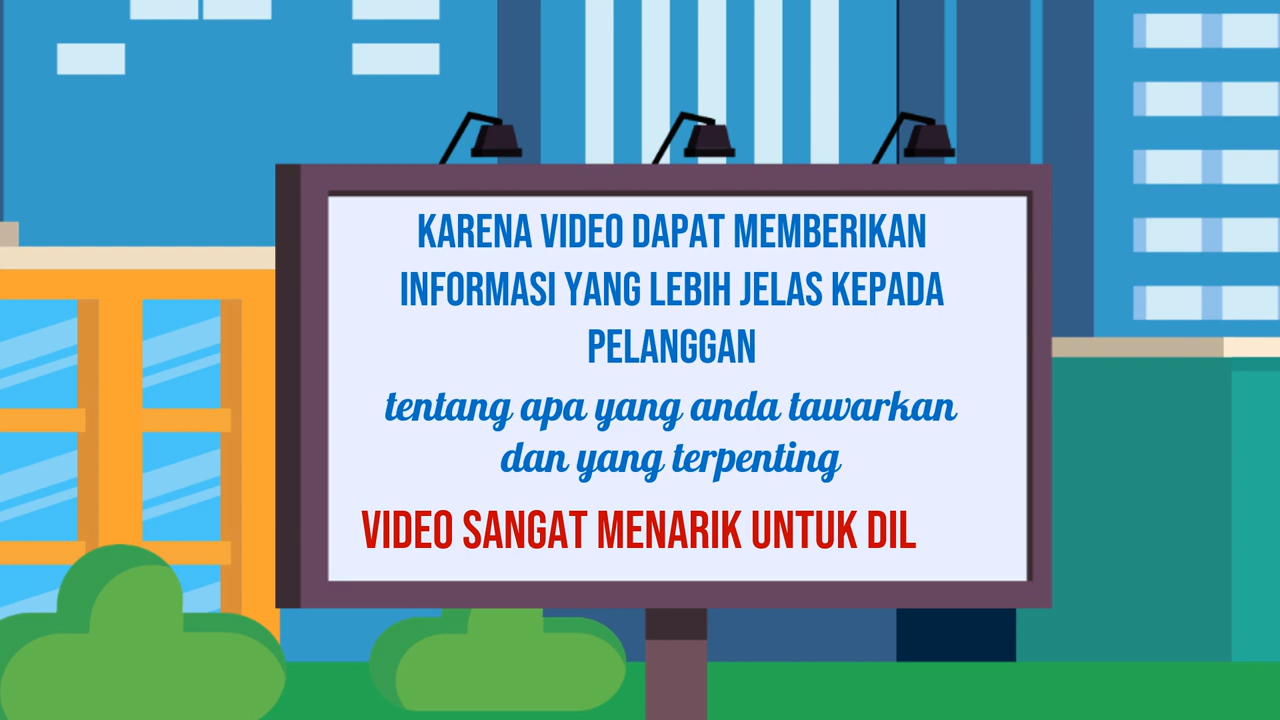 KARENA VIDEO DAPAT MEMBERIKAN
INFORMASI YANG LEBIH JELAS KEPADA
PELANGGAN
tentang apa yang anda tawarkan
dan yang terpenting
VIDEO SANGAT MENARIK UNTUK DIL